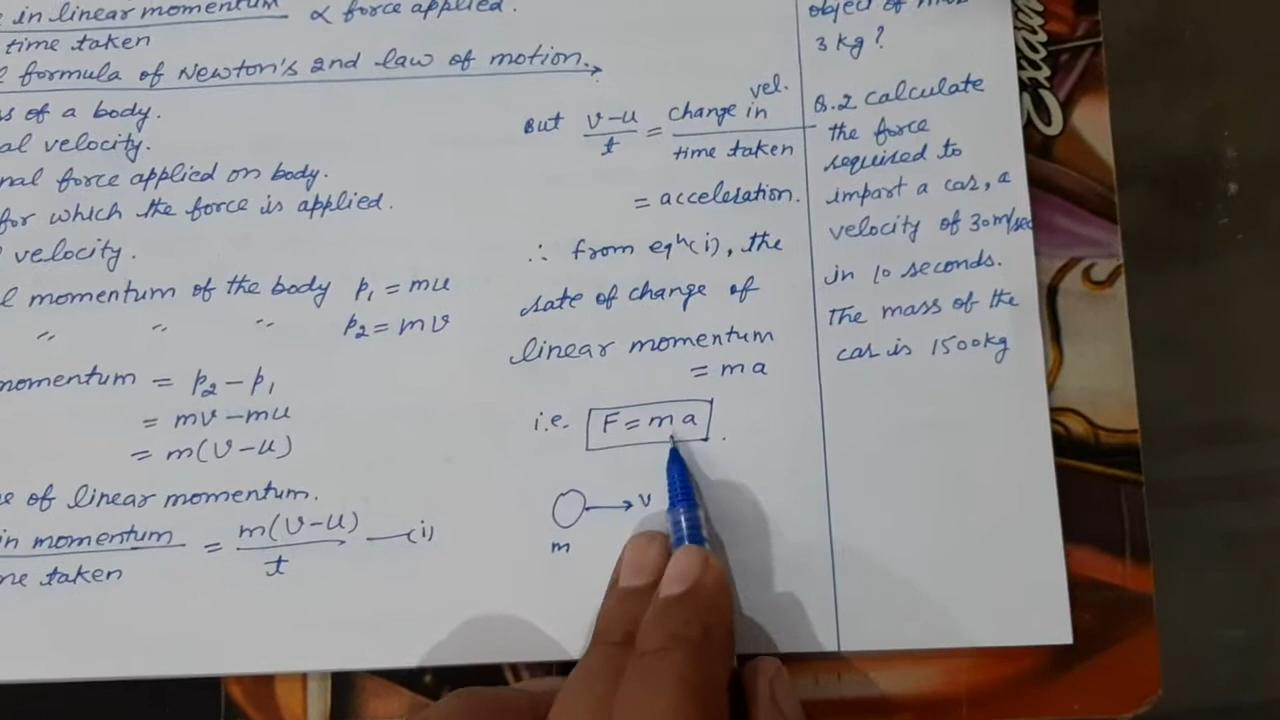 in linear momentum ∝ force applied.
time taken
formula of Newton's 2nd law of motion.
s of a body.
al velocity.
nal force applied on body.
for which the force is applied.
velocity.
l momentum of the body p₁ = mu
〃 〃 〃 p₂ = mv
momentum = p₂ - p₁
= mv - mu
= m(v-u)
e of linear momentum.
in momentum / me taken = m(v-u) / t —(i)
But v-u / t = change in vel. / time taken
= acceleration.
∴ from eqn(i), the
rate of change of
linear momentum
= ma
i.e. F = ma
v
m
object of
3 kg?
Q.2 calculate
the force
required to
impart a car, a
velocity of 30m/sec
in 10 seconds.
The mass of the
car is 1500kg
Exam